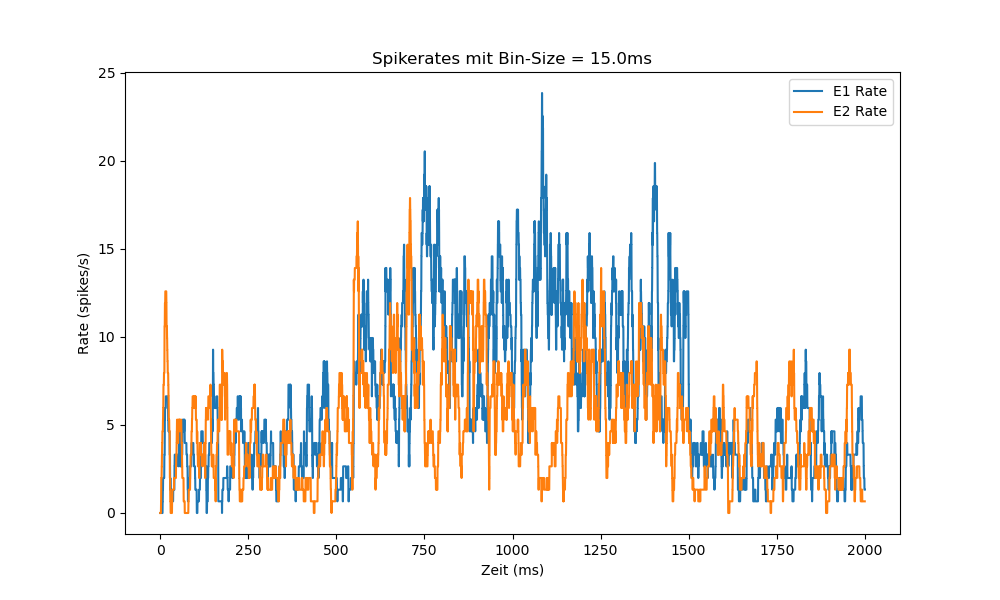 Spikerates mit Bin-Size = 15.0ms
E1 Rate
E2 Rate
Rate (spikes/s)
25
20
15
10
5
0
0 250 500 750 1000 1250 1500 1750 2000
Zeit (ms)